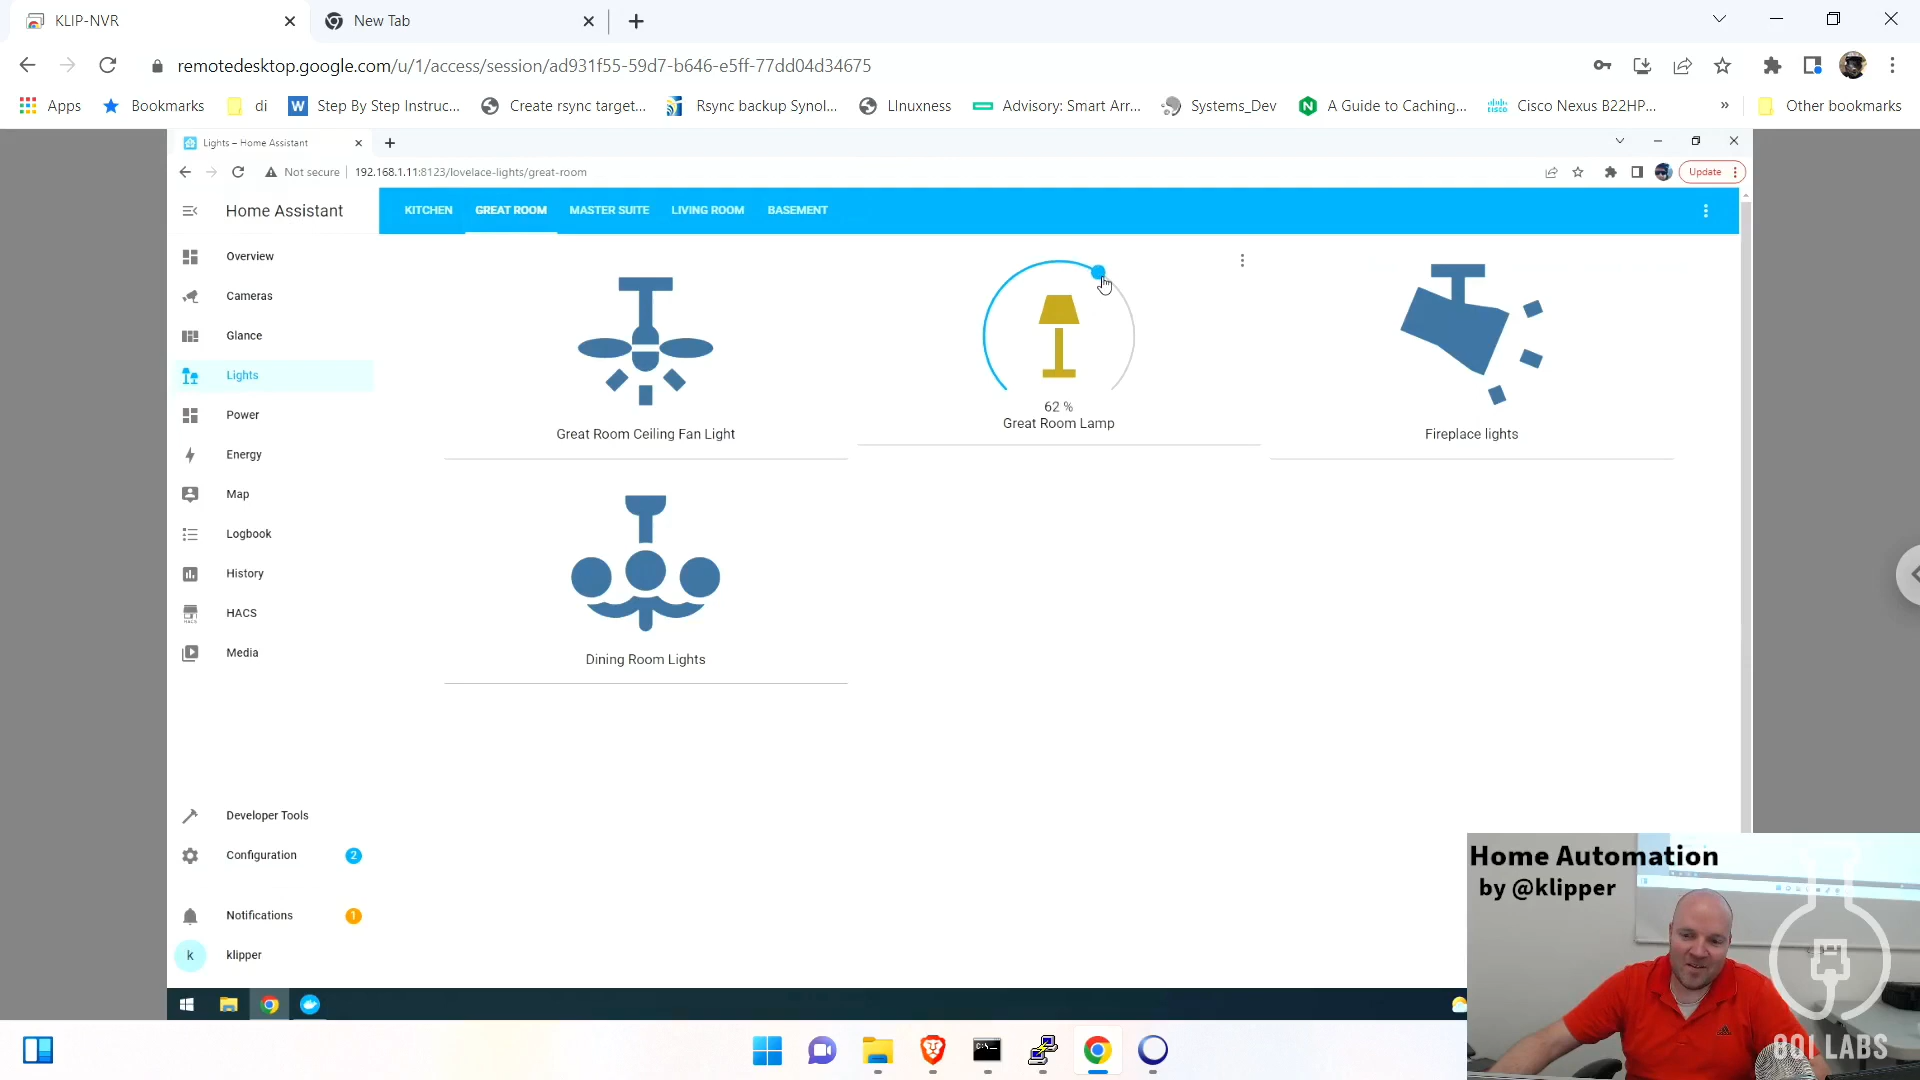 KLIP-NVR
New Tab
remotedesktop.google.com/u/1/access/session/ad931f55-59d7-b646-e5ff-77dd04d34675
Apps
Bookmarks
di
Step By Step Instruc...
Create rsync target...
Rsync backup Synol...
LInuxness
Advisory: Smart Arr...
Systems_Dev
A Guide to Caching...
Cisco Nexus B22HP...
»
Other bookmarks
Lights – Home Assistant
Not secure
192.168.1.11:8123/lovelace-lights/great-room
Update
Home Assistant
KITCHEN
GREAT ROOM
MASTER SUITE
LIVING ROOM
BASEMENT
Overview
Cameras
Glance
Lights
Power
Energy
Map
Logbook
History
HACS
Media
Great Room Ceiling Fan Light
62 %
Great Room Lamp
Fireplace lights
Dining Room Lights
Developer Tools
Configuration
2
Notifications
1
k
klipper
Home Automation
by @klipper
801 LABS